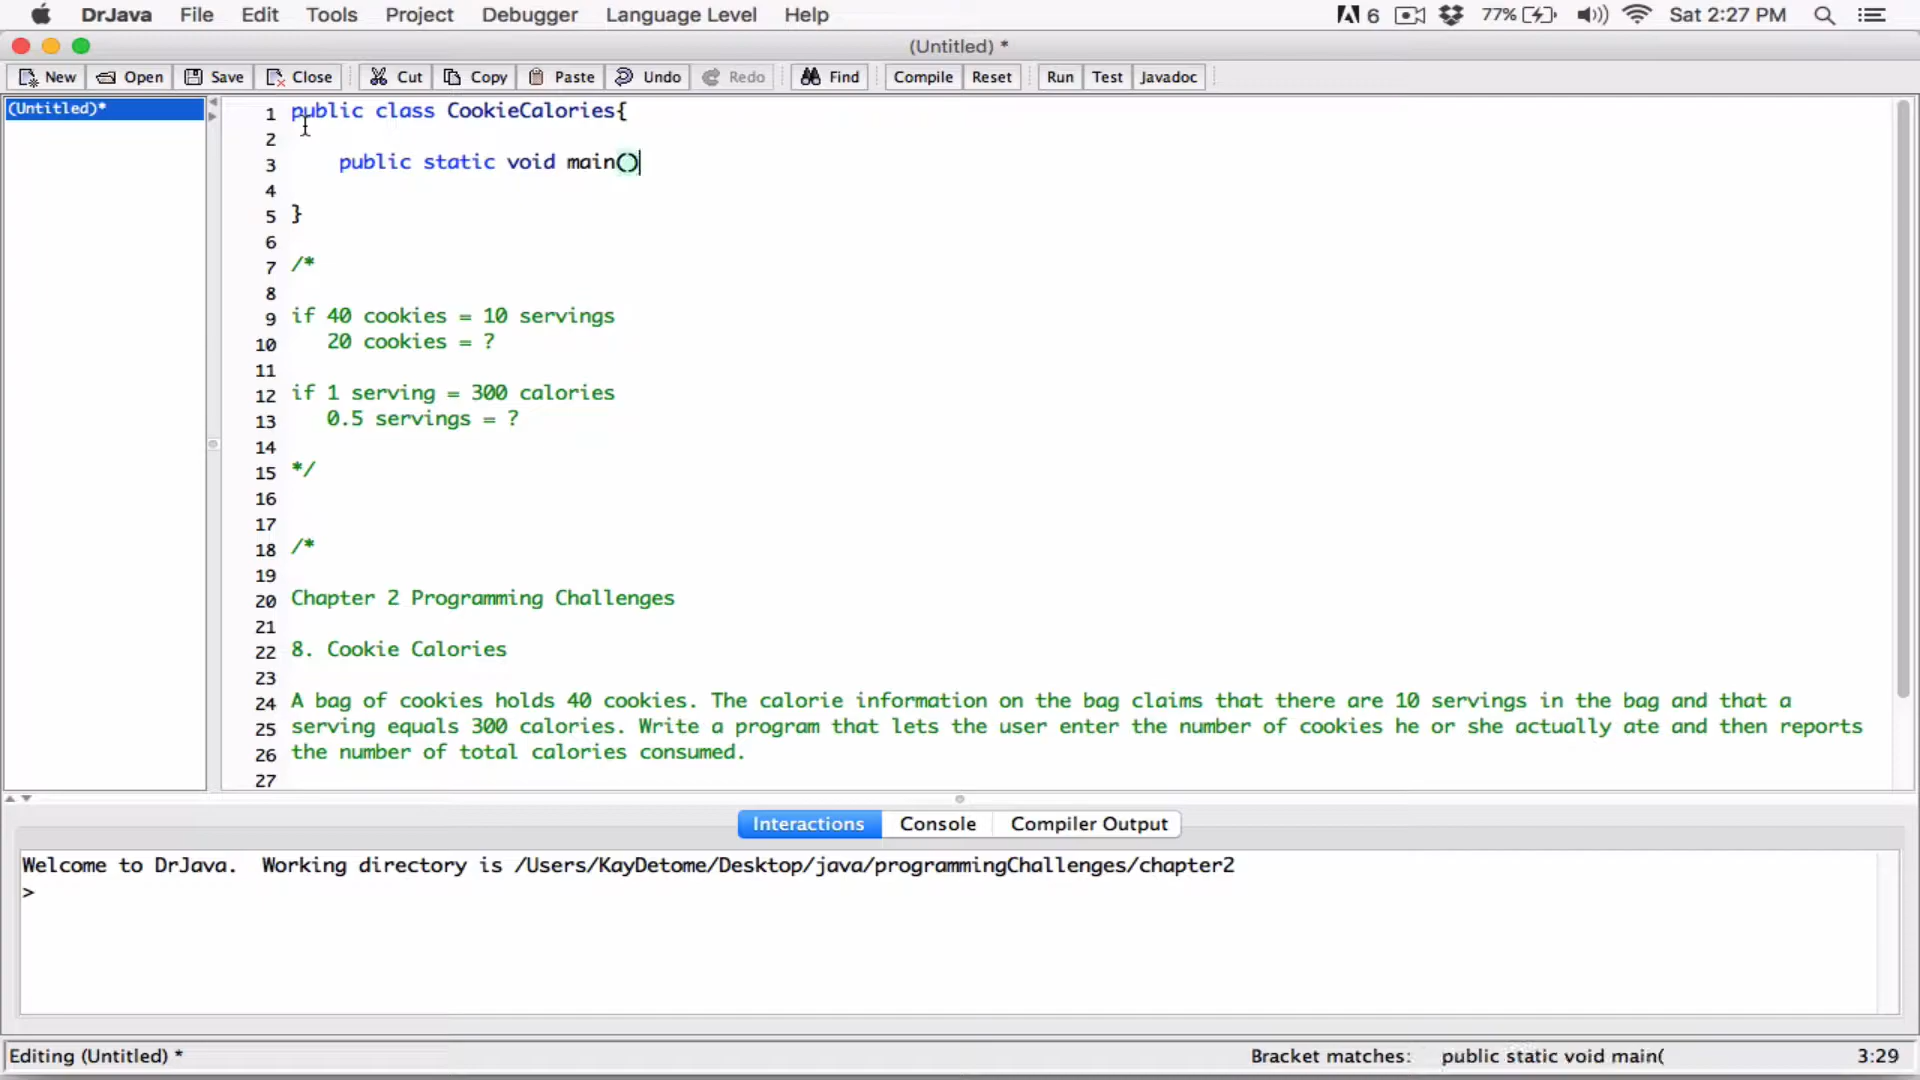 DrJava File Edit Tools Project Debugger Language Level Help 6 77% Sat 2:27 PM
(Untitled) *
New Open Save Close Cut Copy Paste Undo Redo Find Compile Reset Run Test Javadoc
(Untitled)*
1 public class CookieCalories{
2
3 public static void main()
4
5 }
6
7 /*
8
9 if 40 cookies = 10 servings
10 20 cookies = ?
11
12 if 1 serving = 300 calories
13 0.5 servings = ?
14
15 */
16
17
18 /*
19
20 Chapter 2 Programming Challenges
21
22 8. Cookie Calories
23
24 A bag of cookies holds 40 cookies. The calorie information on the bag claims that there are 10 servings in the bag and that a
25 serving equals 300 calories. Write a program that lets the user enter the number of cookies he or she actually ate and then reports
26 the number of total calories consumed.
27
Interactions Console Compiler Output
Welcome to DrJava. Working directory is /Users/KayDetome/Desktop/java/programmingChallenges/chapter2
>
Editing (Untitled) * Bracket matches: public static void main( 3:29